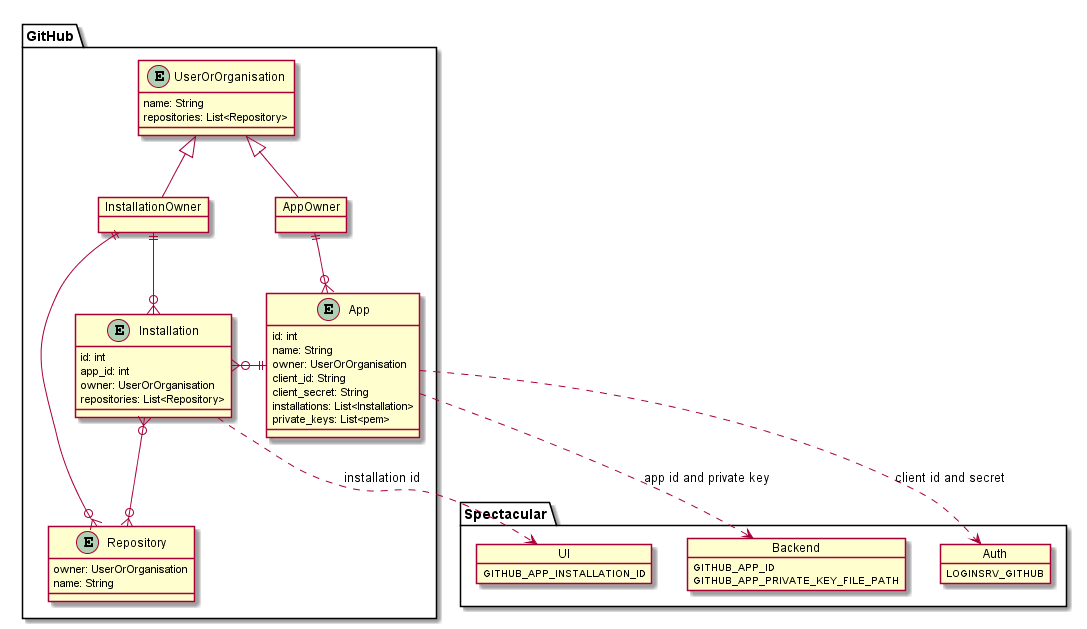 GitHub
E UserOrOrganisation
name: String
repositories: List<Repository>
InstallationOwner
AppOwner
E Installation
id: int
app_id: int
owner: UserOrOrganisation
repositories: List<Repository>
E App
id: int
name: String
owner: UserOrOrganisation
client_id: String
client_secret: String
installations: List<Installation>
private_keys: List<pem>
installation id
app id and private key
client id and secret
E Repository
owner: UserOrOrganisation
name: String
Spectacular
UI
GITHUB_APP_INSTALLATION_ID
Backend
GITHUB_APP_ID
GITHUB_APP_PRIVATE_KEY_FILE_PATH
Auth
LOGINSRV_GITHUB